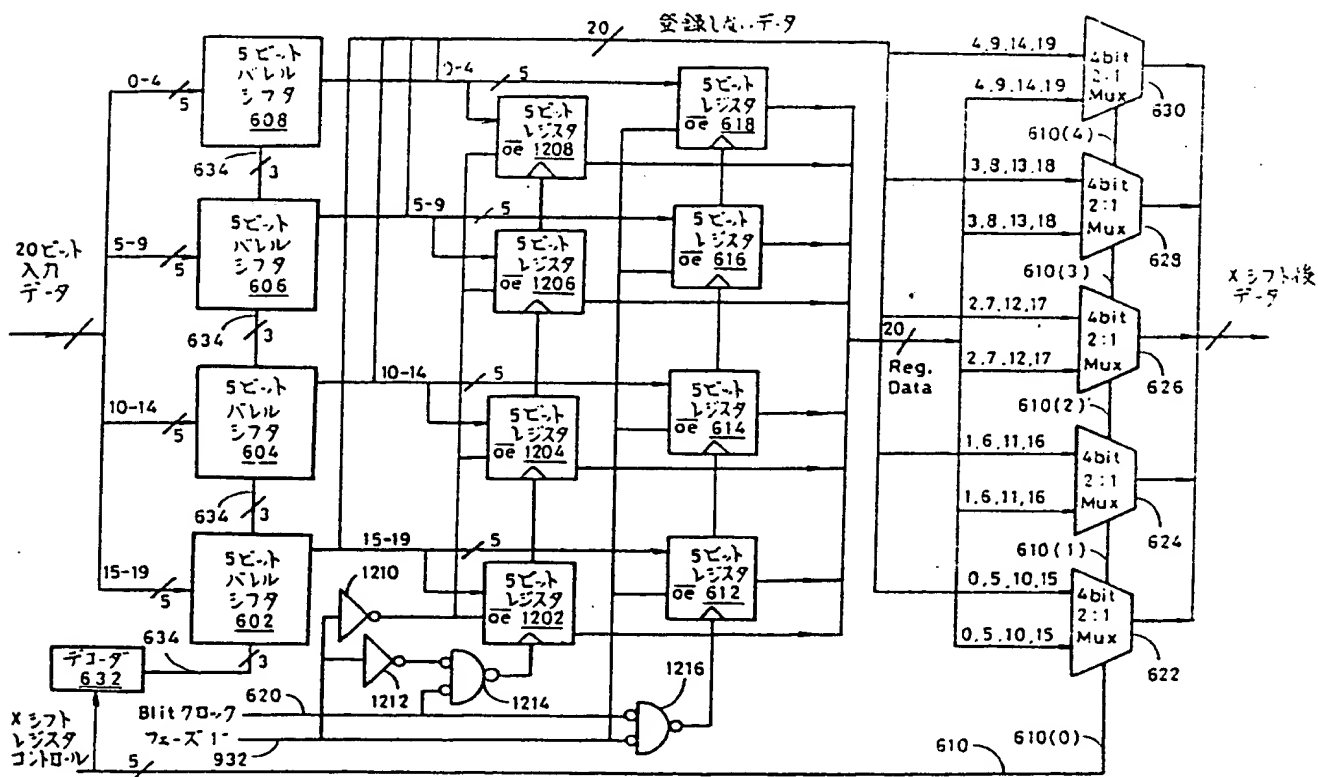 登録しないデータ
20
5ビット
バレル
シフタ
608
0-4
5
5
5ビット
レジスタ
oe 618
5ビット
レジスタ
oe 1208
4,9,14,19
4,9,14,19
4bit
2:1
Mux
630
610(4)
634
3
5ビット
バレル
シフタ
606
5-9
5
5-9
5
5ビット
レジスタ
oe 616
5ビット
レジスタ
oe 1206
3,8,13,18
3,8,13,18
4bit
2:1
Mux
628
610(3)
20ビット
入力
データ
Xシフト後
データ
634
3
20
Reg.
Data
2,7,12,17
2,7,12,17
4bit
2:1
Mux
626
610(2)
5ビット
バレル
シフタ
604
10-14
5
10-14
5
5ビット
レジスタ
oe 614
5ビット
レジスタ
oe 1204
1,6,11,16
1,6,11,16
4bit
2:1
Mux
624
610(1)
634
3
5ビット
バレル
シフタ
602
15-19
5
15-19
5
5ビット
レジスタ
oe 612
5ビット
レジスタ
oe 1202
0,5,10,15
0,5,10,15
4bit
2:1
Mux
622
610(0)
1210
1212
1214
1216
634
3
デコーダ
632
620
Blitクロック
フェーズ1
932
Xシフト
レジスタ
コントロール
5
610